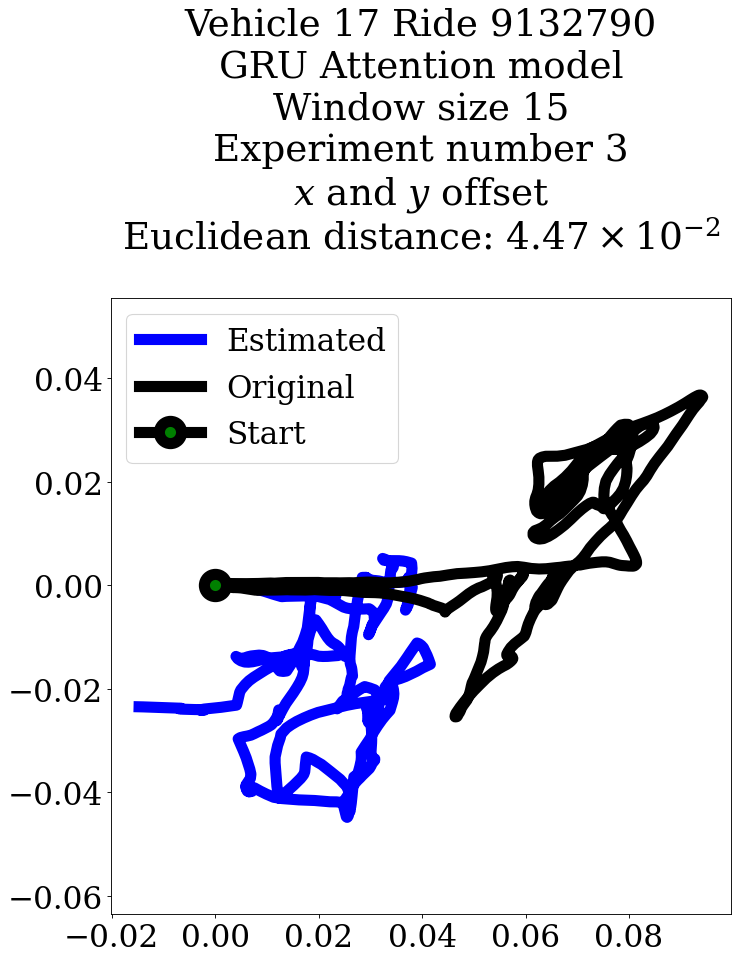 Vehicle 17 Ride 9132790
GRU Attention model
Window size 15
Experiment number 3
x and y offset
Euclidean distance: 4.47 × 10⁻²
Estimated
Original
Start
0.04
0.02
0.00
−0.02
−0.04
−0.06
−0.02 0.00 0.02 0.04 0.06 0.08